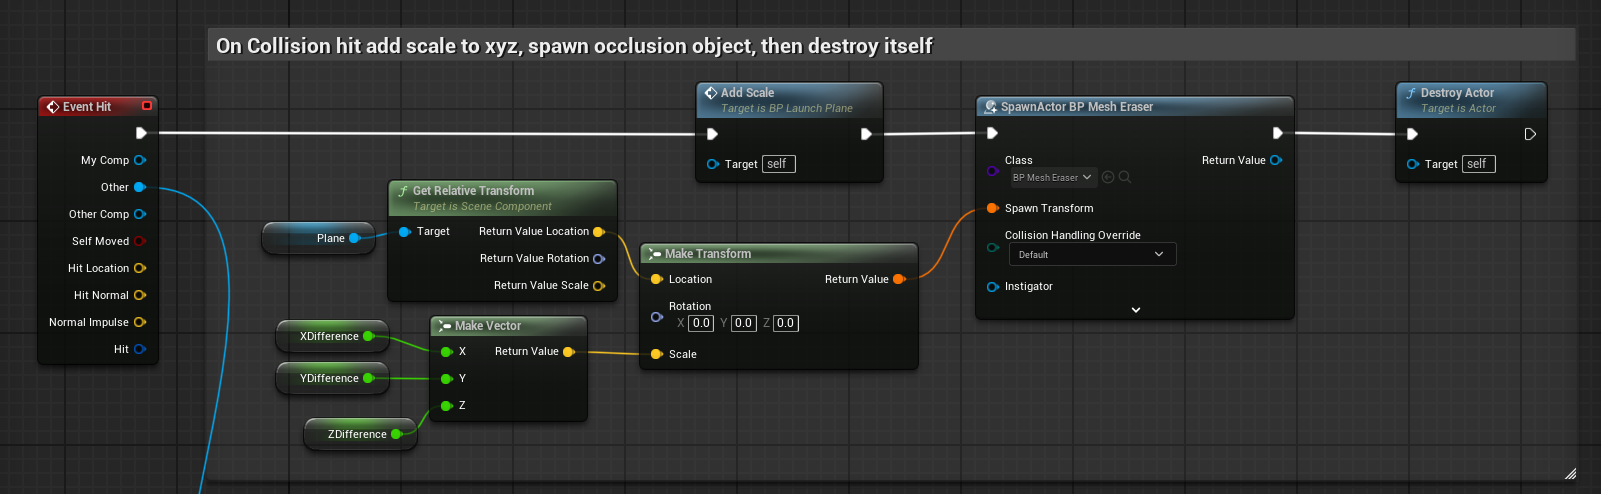 On Collision hit add scale to xyz, spawn occlusion object, then destroy itself
Event Hit
My Comp
Other
Other Comp
Self Moved
Hit Location
Hit Normal
Normal Impulse
Hit
Plane
Get Relative Transform
Target is Scene Component
Target
Return Value Location
Return Value Rotation
Return Value Scale
XDifference
YDifference
ZDifference
Make Vector
X
Return Value
Y
Z
Make Transform
Location
Return Value
Rotation
X 0.0 Y 0.0 Z 0.0
Scale
Add Scale
Target is BP Launch Plane
Target self
SpawnActor BP Mesh Eraser
Class
Return Value
BP Mesh Eraser
Spawn Transform
Collision Handling Override
Default
Instigator
Destroy Actor
Target is Actor
Target self